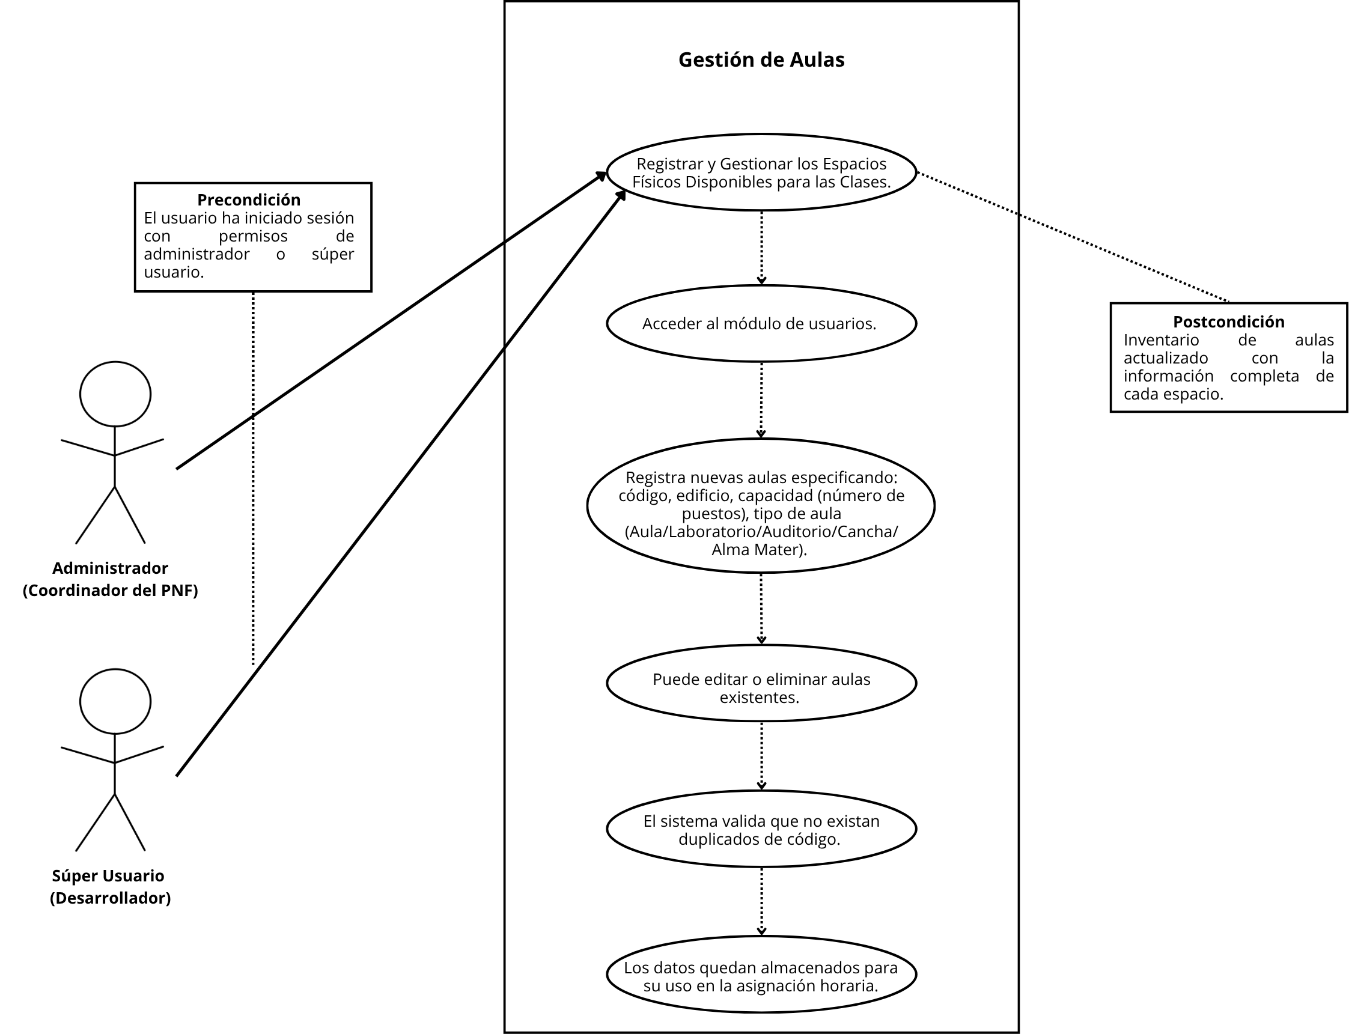 Gestión de Aulas
Registrar y Gestionar los Espacios
Físicos Disponibles para las Clases.
Precondición
El usuario ha iniciado sesión
con permisos de
administrador o súper
usuario.
Acceder al módulo de usuarios.
Postcondición
Inventario de aulas
actualizado con la
información completa de
cada espacio.
Registra nuevas aulas especificando:
código, edificio, capacidad (número de
puestos), tipo de aula
(Aula/Laboratorio/Auditorio/Cancha/
Alma Mater).
Administrador
(Coordinador del PNF)
Puede editar o eliminar aulas
existentes.
El sistema valida que no existan
duplicados de código.
Súper Usuario
(Desarrollador)
Los datos quedan almacenados para
su uso en la asignación horaria.